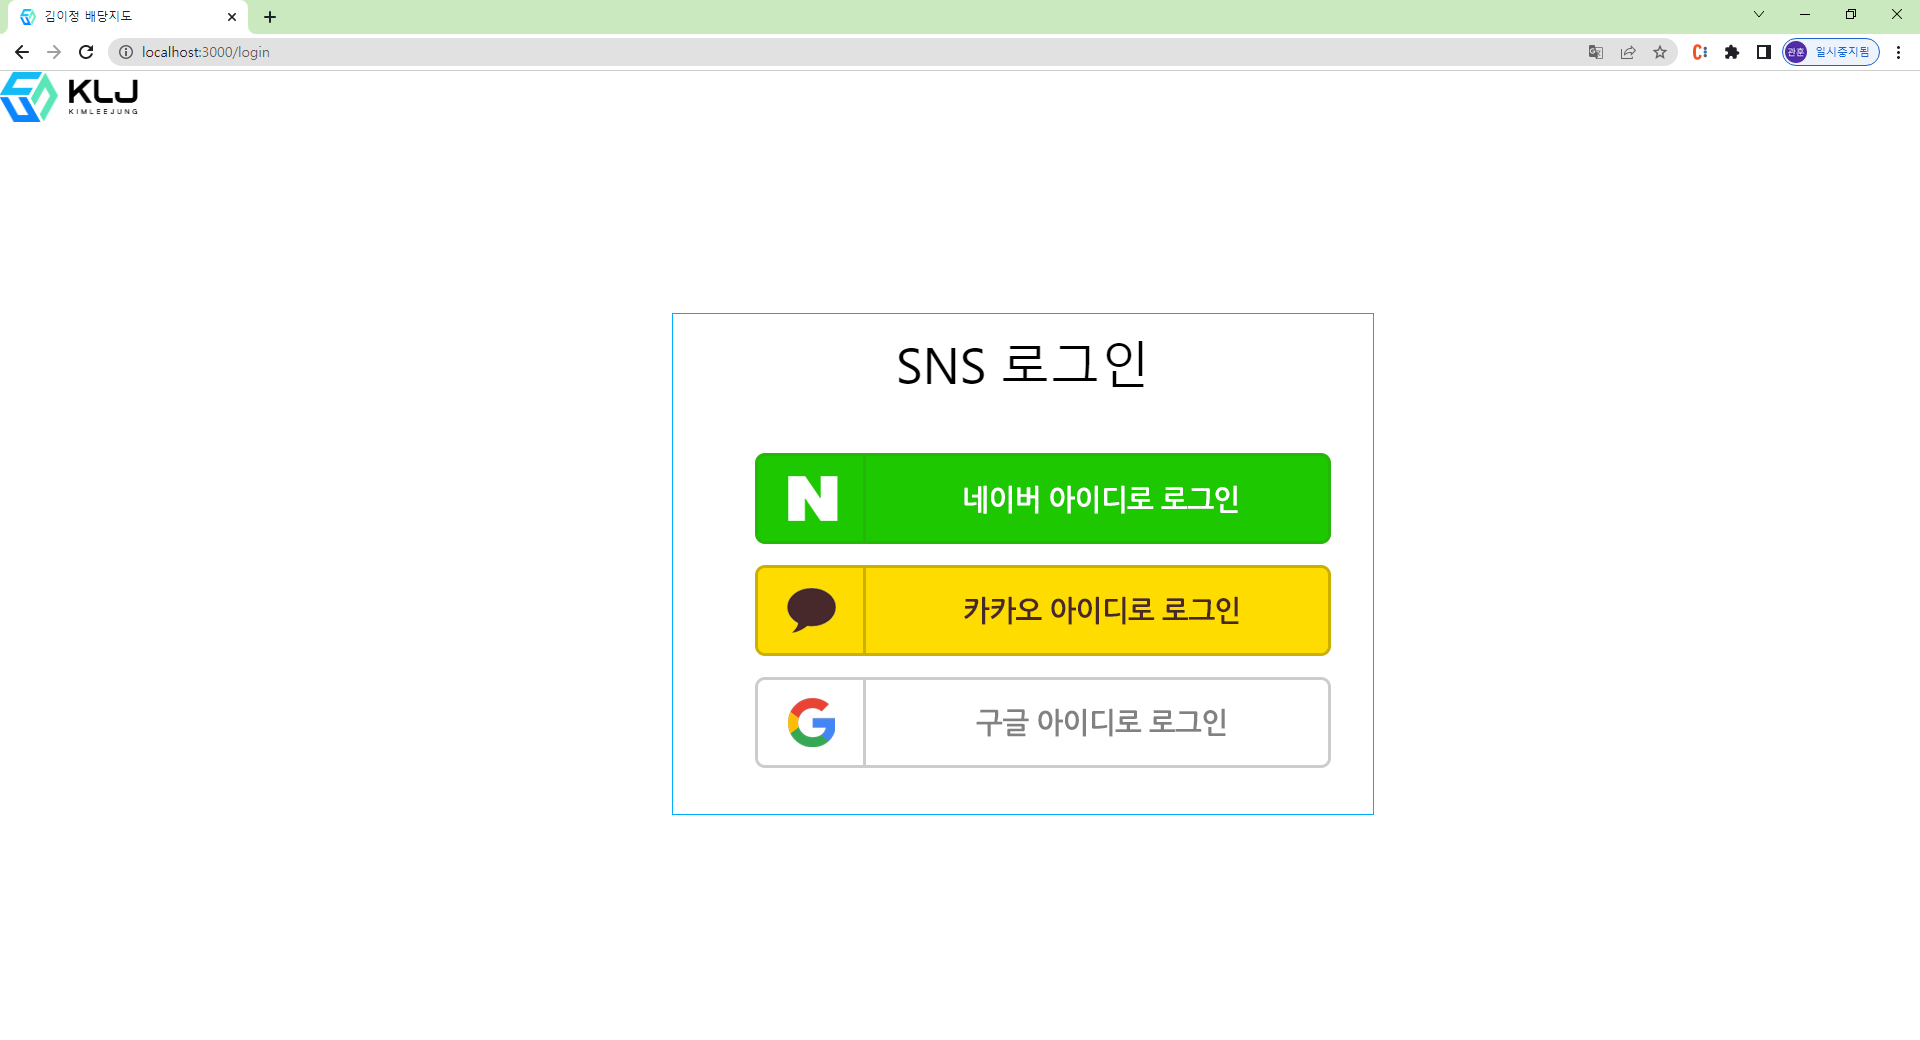 김이정 배당지도
localhost:3000/login
관훈 일시중지됨
KLJ
KIMLEEJUNG
SNS 로그인
N 네이버 아이디로 로그인
카카오 아이디로 로그인
G 구글 아이디로 로그인